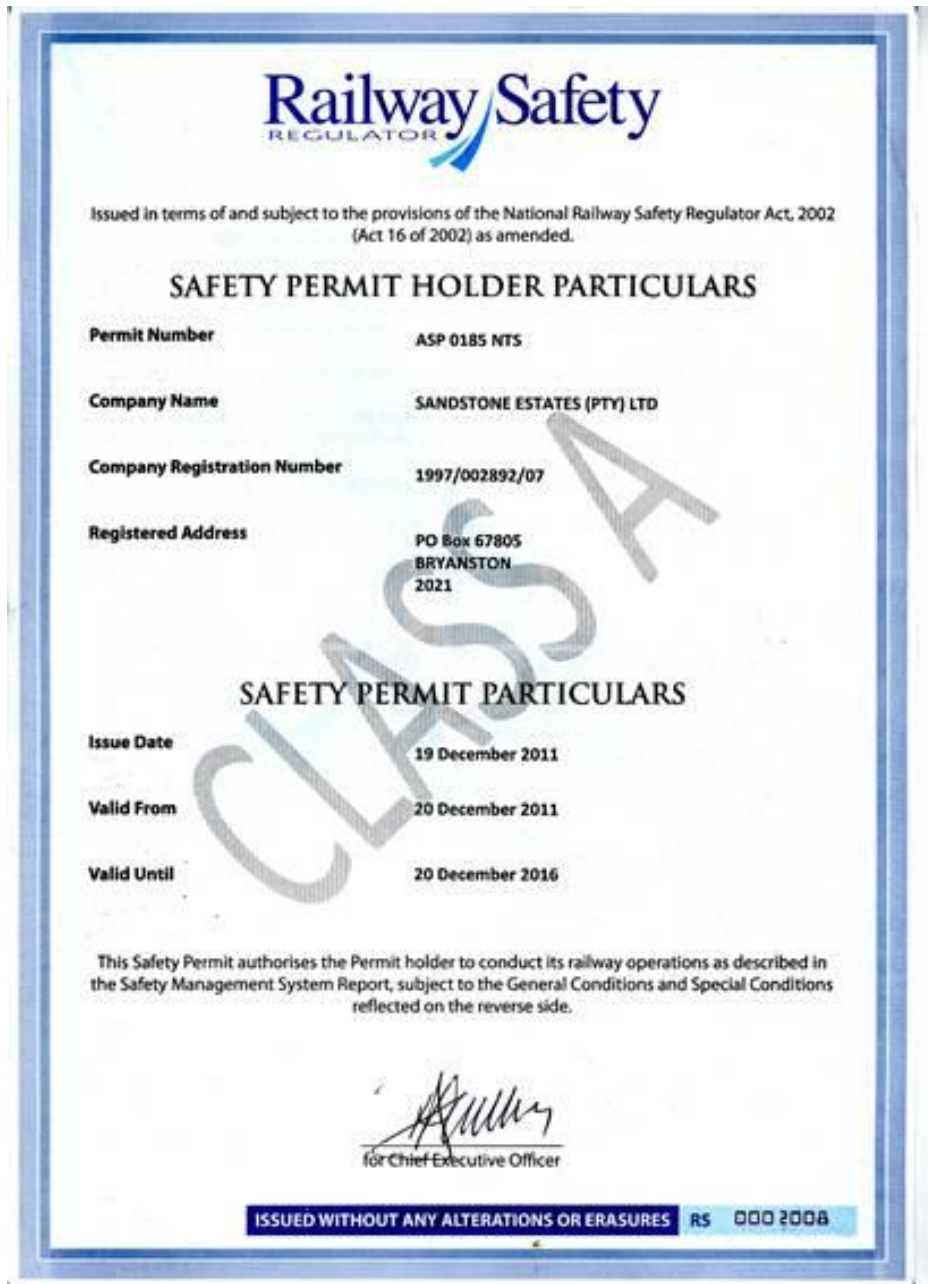 Railway Safety
REGULATOR
Issued in terms of and subject to the provisions of the National Railway Safety Regulator Act, 2002
(Act 16 of 2002) as amended.
SAFETY PERMIT HOLDER PARTICULARS
Permit Number ASP 0185 NTS
Company Name SANDSTONE ESTATES (PTY) LTD
Company Registration Number 1997/002892/07
Registered Address PO Box 67805
BRYANSTON
2021
CLASS A
SAFETY PERMIT PARTICULARS
Issue Date 19 December 2011
Valid From 20 December 2011
Valid Until 20 December 2016
This Safety Permit authorises the Permit holder to conduct its railway operations as described in
the Safety Management System Report, subject to the General Conditions and Special Conditions
reflected on the reverse side.
for Chief Executive Officer
ISSUED WITHOUT ANY ALTERATIONS OR ERASURES RS 000 2008